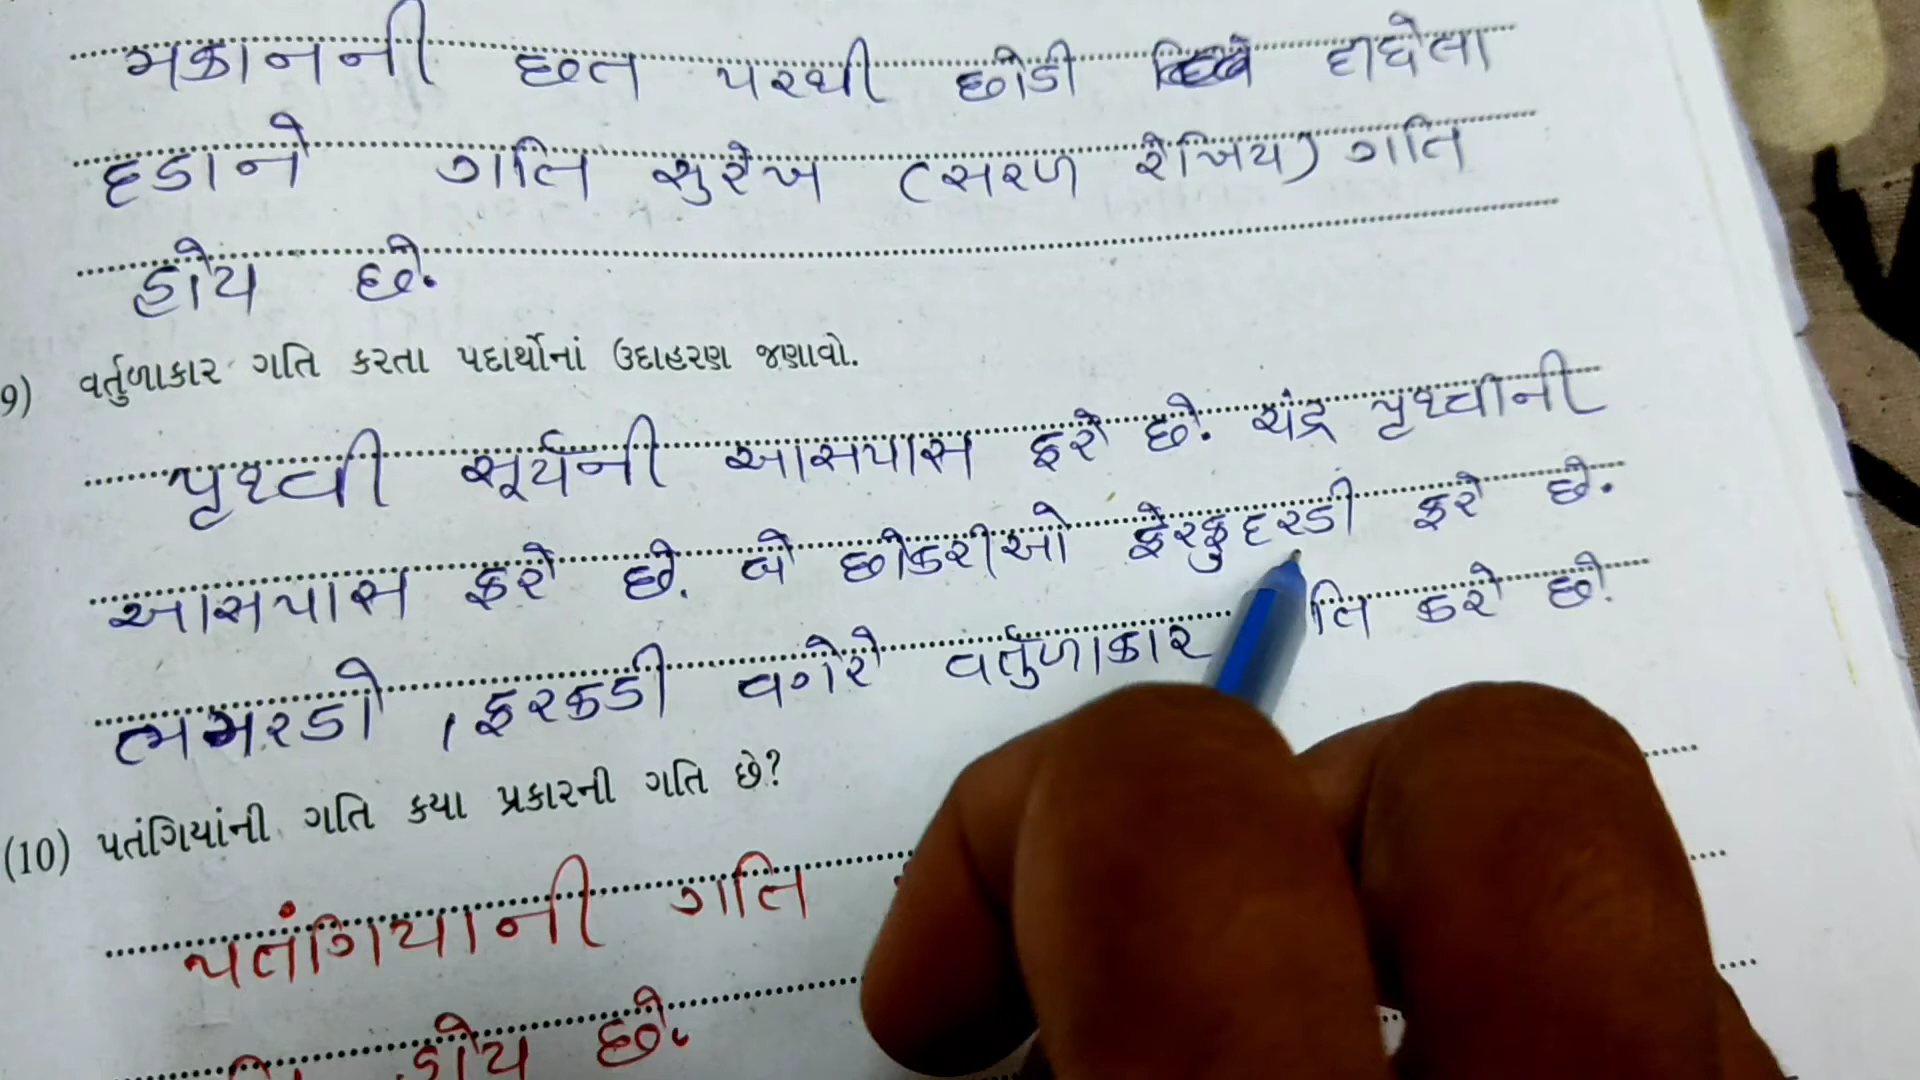 મકાનની છત પરથી છોડી દીધેલા
દડાને ગતિ સુરેખ (સરળ રેખિય) ગતિ
હોય છે.
9) વર્તુળાકાર ગતિ કરતા પદાર્થોનાં ઉદાહરણ જણાવો.
પૃથ્વી સૂર્યની આસપાસ ફરે છે. ચંદ્ર પૃથ્વીની
આસપાસ ફરે છે. બે છોકરીઓ ફેરફુદરડી ફરે છે.
ભમરડો, ફરકડી વગેરે વર્તુળાકાર તિ કરે છે.
(10) પતંગિયાંની ગતિ કયા પ્રકારની ગતિ છે?
પતંગિયાની ગતિ
હોય છે.